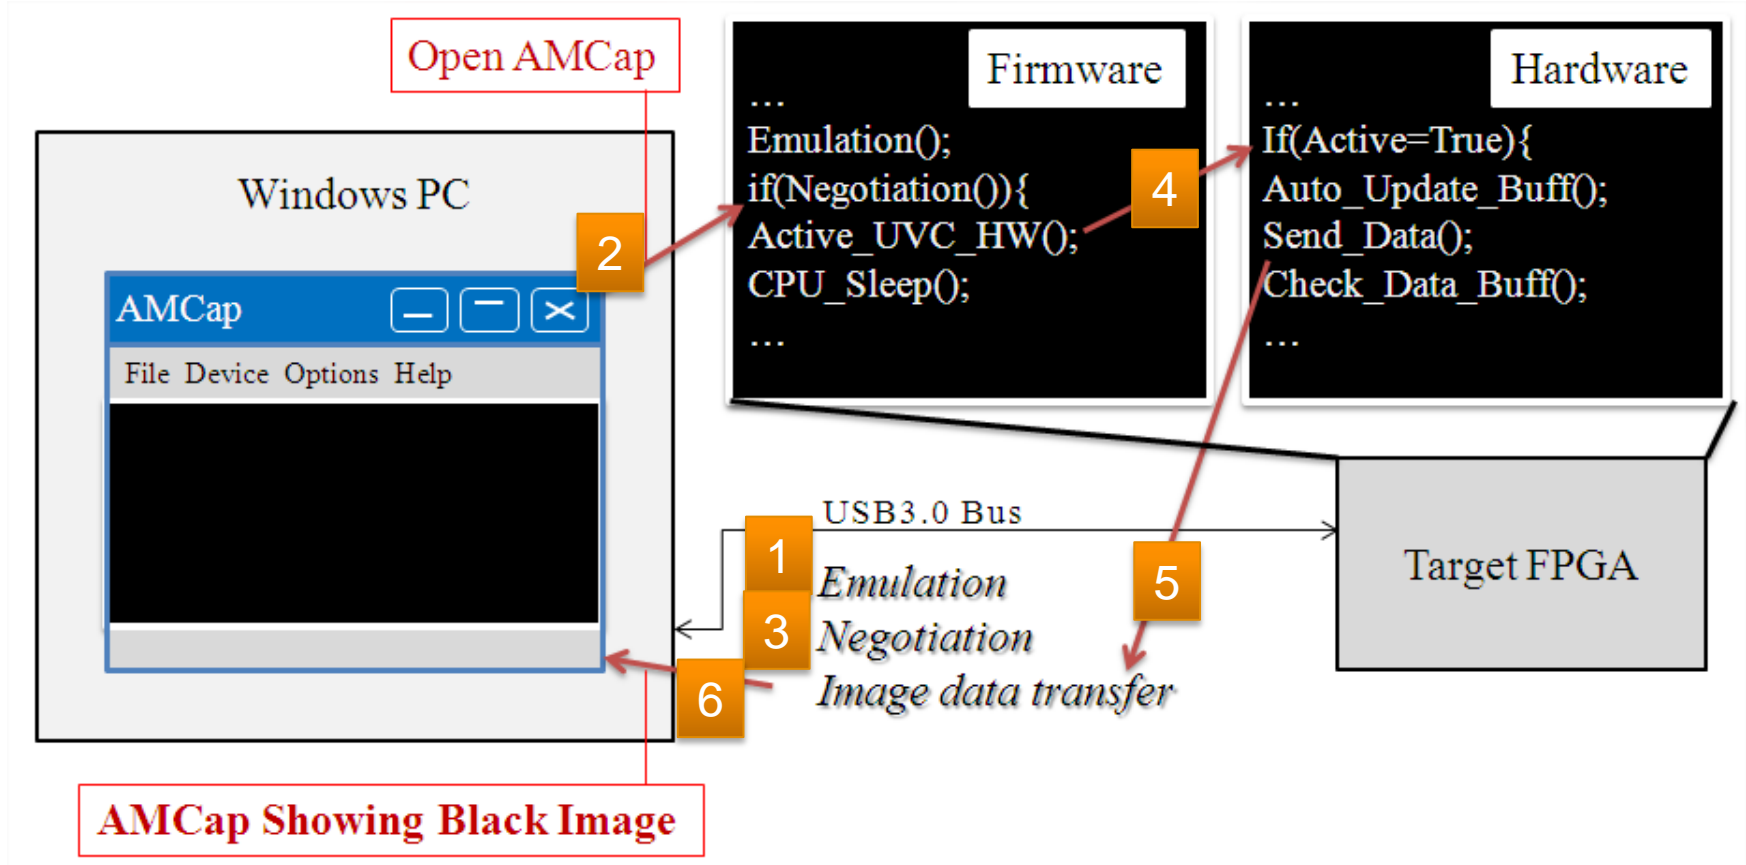 Open AMCap
Windows PC
2
AMCap
File Device Options Help
Firmware
...
Emulation();
if(Negotiation()){
Active_UVC_HW();
CPU_Sleep();
...
4
Hardware
...
If(Active=True){
Auto_Update_Buff();
Send_Data();
Check_Data_Buff();
...
USB3.0 Bus
1
Emulation
3
Negotiation
6
Image data transfer
5
Target FPGA
AMCap Showing Black Image